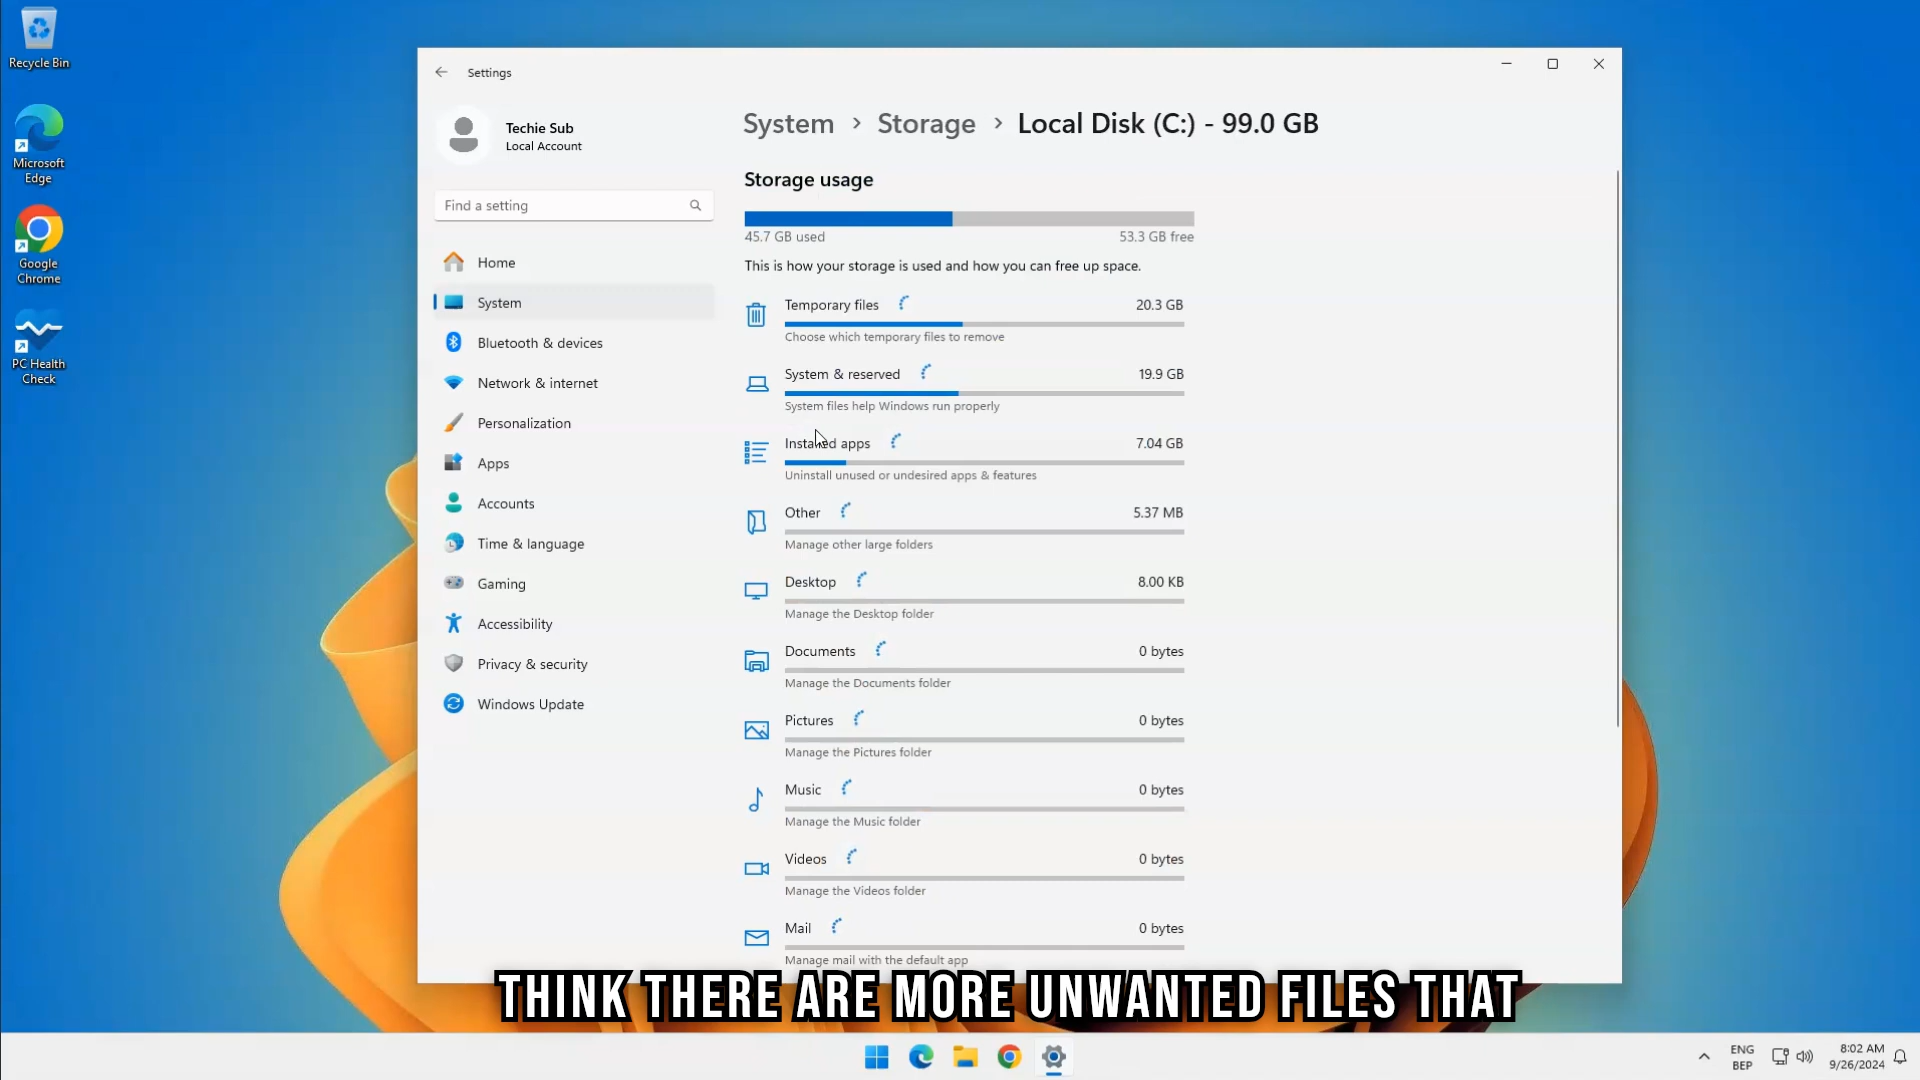 Recycle Bin
Microsoft
Edge
Google
Chrome
PC Health
Check
Settings
Techie Sub
Local Account
Find a setting
Home
System
Bluetooth & devices
Network & internet
Personalization
Apps
Accounts
Time & language
Gaming
Accessibility
Privacy & security
Windows Update
System > Storage > Local Disk (C:) - 99.0 GB
Storage usage
45.7 GB used 53.3 GB free
This is how your storage is used and how you can free up space.
Temporary files 20.3 GB
Choose which temporary files to remove
System & reserved 19.9 GB
System files help Windows run properly
Installed apps 7.04 GB
Uninstall unused or undesired apps & features
Other 5.37 MB
Manage other large folders
Desktop 8.00 KB
Manage the Desktop folder
Documents 0 bytes
Manage the Documents folder
Pictures 0 bytes
Manage the Pictures folder
Music 0 bytes
Manage the Music folder
Videos 0 bytes
Manage the Videos folder
Mail 0 bytes
Manage mail with the default app
THINK THERE ARE MORE UNWANTED FILES THAT
ENG
BEP
8:02 AM
9/26/2024